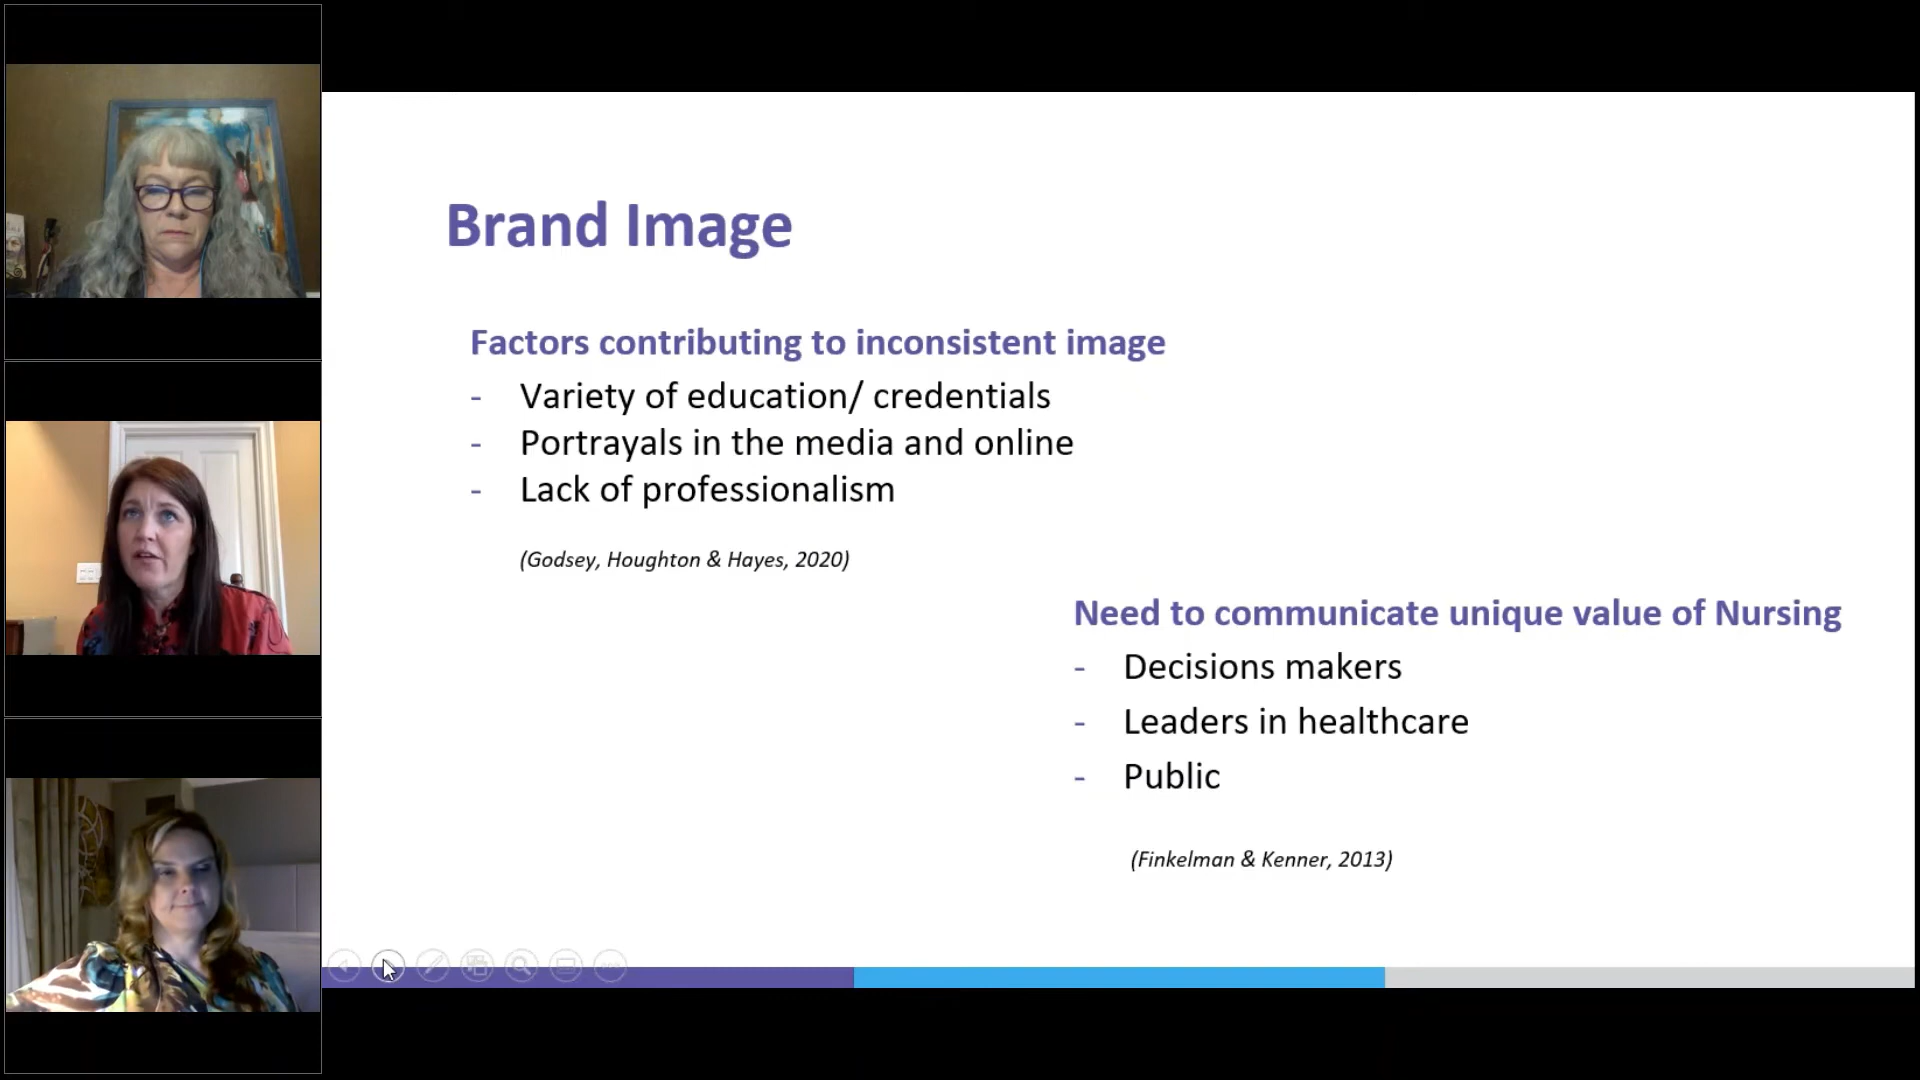 Brand Image
Factors contributing to inconsistent image
- Variety of education/ credentials
- Portrayals in the media and online
- Lack of professionalism
(Godsey, Houghton & Hayes, 2020)
Need to communicate unique value of Nursing
- Decisions makers
- Leaders in healthcare
- Public
(Finkelman & Kenner, 2013)